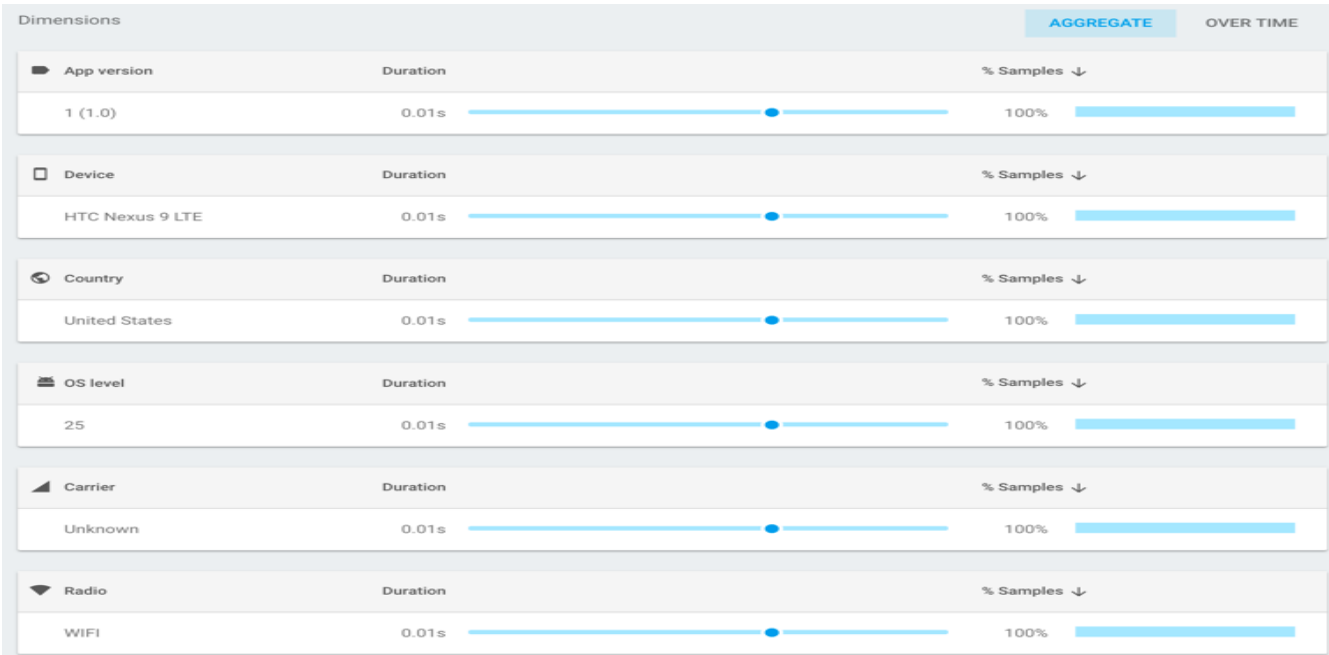 Dimensions AGGREGATE OVER TIME
App version Duration % Samples
1 (1.0) 0.01s 100%
Device Duration % Samples
HTC Nexus 9 LTE 0.01s 100%
Country Duration % Samples
United States 0.01s 100%
OS level Duration % Samples
25 0.01s 100%
Carrier Duration % Samples
Unknown 0.01s 100%
Radio Duration % Samples
WIFI 0.01s 100%